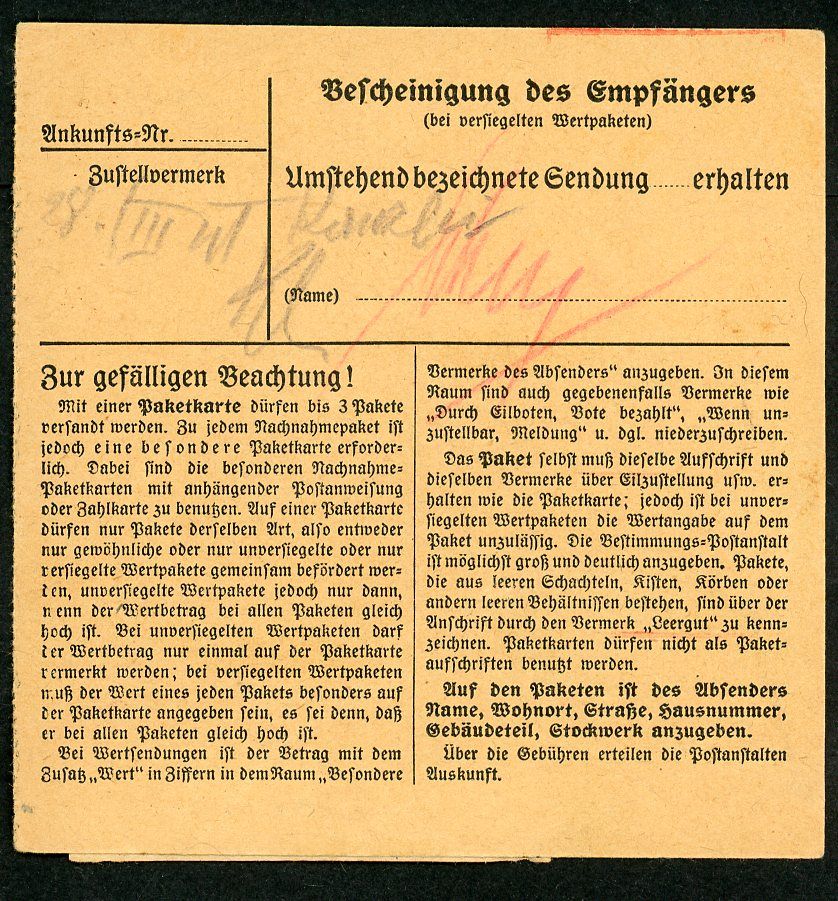 Ankunfts-Nr.
Zustellvermerk
Bescheinigung des Empfängers
(bei versiegelten Wertpaketen)
Umstehend bezeichnete Sendung ...... erhalten
(Name)
Zur gefälligen Beachtung!
Mit einer Paketkarte dürfen bis 3 Pakete
versandt werden. Zu jedem Nachnahmepaket ist
jedoch eine besondere Paketkarte erforder-
lich. Dabei sind die besonderen Nachnahme-
Paketkarten mit anhängender Postanweisung
oder Zahlkarte zu benutzen. Auf einer Paketkarte
dürfen nur Pakete derselben Art, also entweder
nur gewöhnliche oder nur unversiegelte oder nur
versiegelte Wertpakete gemeinsam befördert wer-
den, unversiegelte Wertpakete jedoch nur dann,
wenn der Wertbetrag bei allen Paketen gleich
hoch ist. Bei unversiegelten Wertpaketen darf
der Wertbetrag nur einmal auf der Paketkarte
vermerkt werden; bei versiegelten Wertpaketen
muß der Wert eines jeden Pakets besonders auf
der Paketkarte angegeben sein, es sei denn, daß
er bei allen Paketen gleich hoch ist.
Bei Wertsendungen ist der Betrag mit dem
Zusatz „Wert“ in Ziffern in dem Raum „Besondere
Vermerke des Absenders“ anzugeben. In diesem
Raum sind auch gegebenenfalls Vermerke wie
„Durch Eilboten, Bote bezahlt“, „Wenn un-
zustellbar, Meldung“ u. dgl. niederzuschreiben.
Das Paket selbst muß dieselbe Aufschrift und
dieselben Vermerke über Eilzustellung usw. er-
halten wie die Paketkarte; jedoch ist bei unver-
siegelten Wertpaketen die Wertangabe auf dem
Paket unzulässig. Die Bestimmungs-Postanstalt
ist möglichst groß und deutlich anzugeben. Pakete,
die aus leeren Schachteln, Kisten, Körben oder
andern leeren Behältnissen bestehen, sind über der
Anschrift durch den Vermerk „Leergut“ zu kenn-
zeichnen. Paketkarten dürfen nicht als Paket-
aufschriften benutzt werden.
Auf den Paketen ist des Absenders
Name, Wohnort, Straße, Hausnummer,
Gebäudeteil, Stockwerk anzugeben.
Über die Gebühren erteilen die Postanstalten
Auskunft.